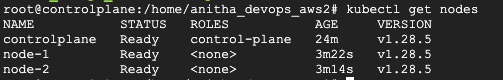 root@controlplane:/home/anitha_devops_aws2# kubectl get nodes
NAME STATUS ROLES AGE VERSION
controlplane Ready control-plane 24m v1.28.5
node-1 Ready <none> 3m22s v1.28.5
node-2 Ready <none> 3m14s v1.28.5